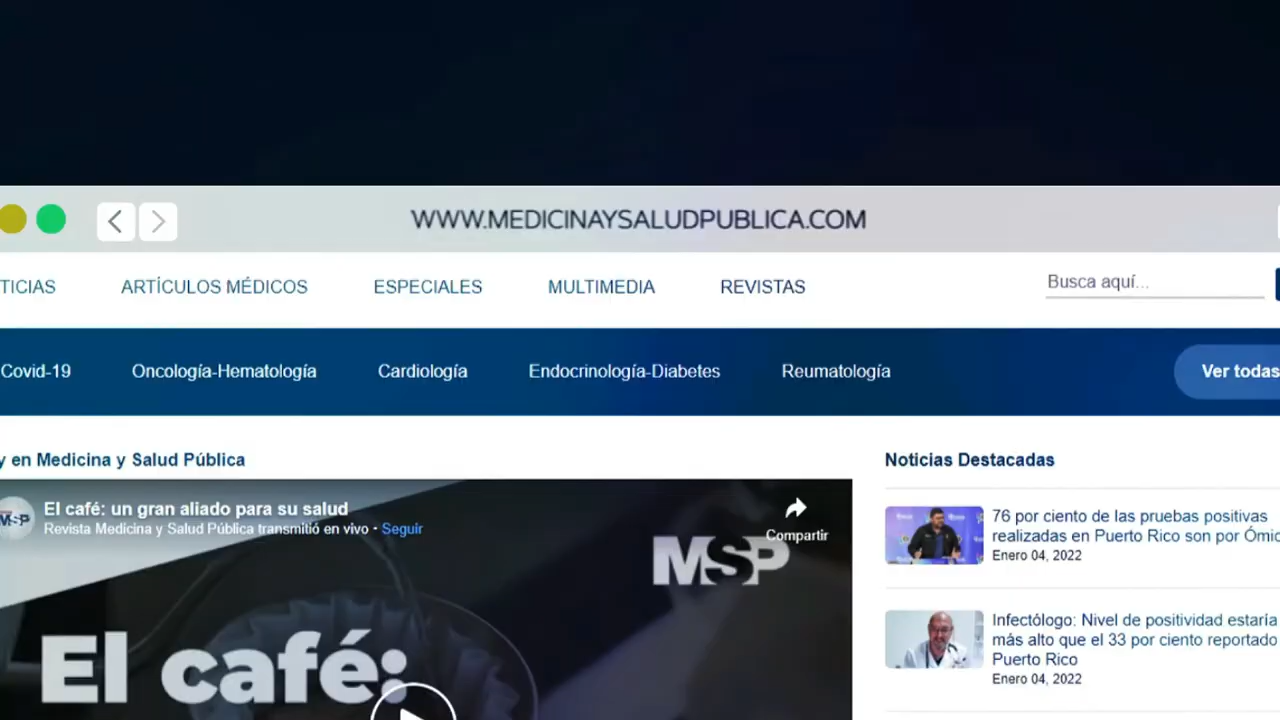 WWW.MEDICINAYSALUDPUBLICA.COM
TICIAS ARTÍCULOS MÉDICOS ESPECIALES MULTIMEDIA REVISTAS Busca aquí...
Covid-19 Oncología-Hematología Cardiología Endocrinología-Diabetes Reumatología Ver todas
y en Medicina y Salud Pública
MSP
El café: un gran aliado para su salud
Revista Medicina y Salud Pública transmitió en vivo · Seguir
Compartir
MSP
El café:
Noticias Destacadas
76 por ciento de las pruebas positivas
realizadas en Puerto Rico son por Ómic
Enero 04, 2022
Infectólogo: Nivel de positividad estaría
más alto que el 33 por ciento reportado
Puerto Rico
Enero 04, 2022